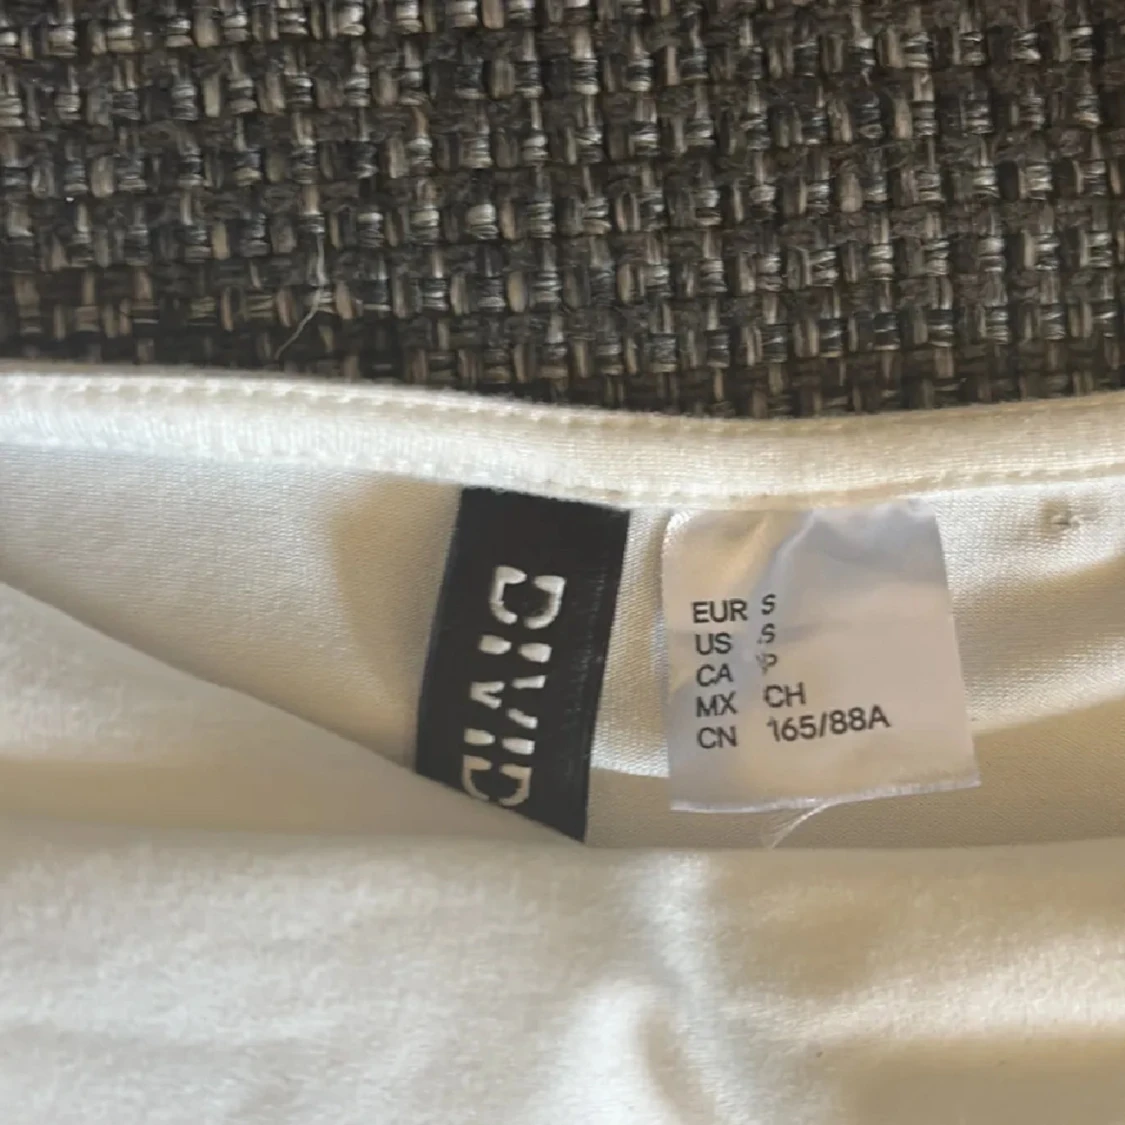 DIVID
EUR S
US S
CA P
MX CH
CN 165/88A